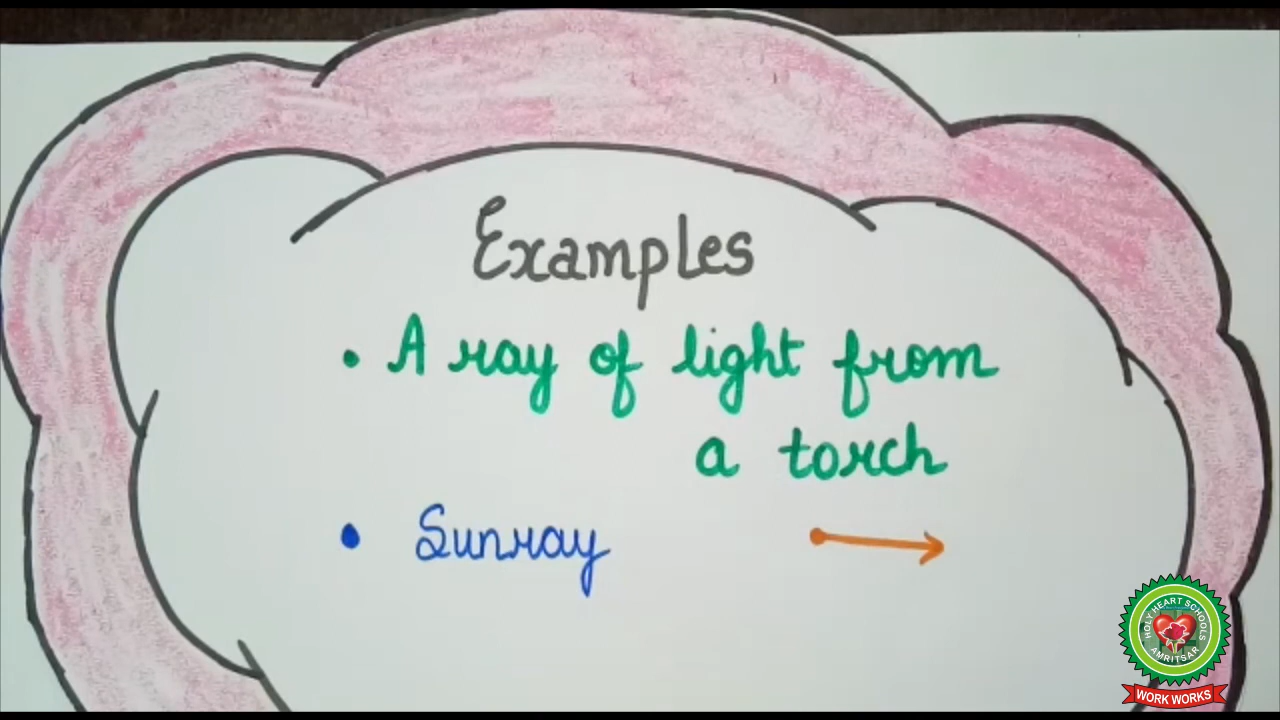 Examples
• A ray of light from
a torch
• Sunray
HOLY HEART SCHOOLS
AMRITSAR
WORK WORKS